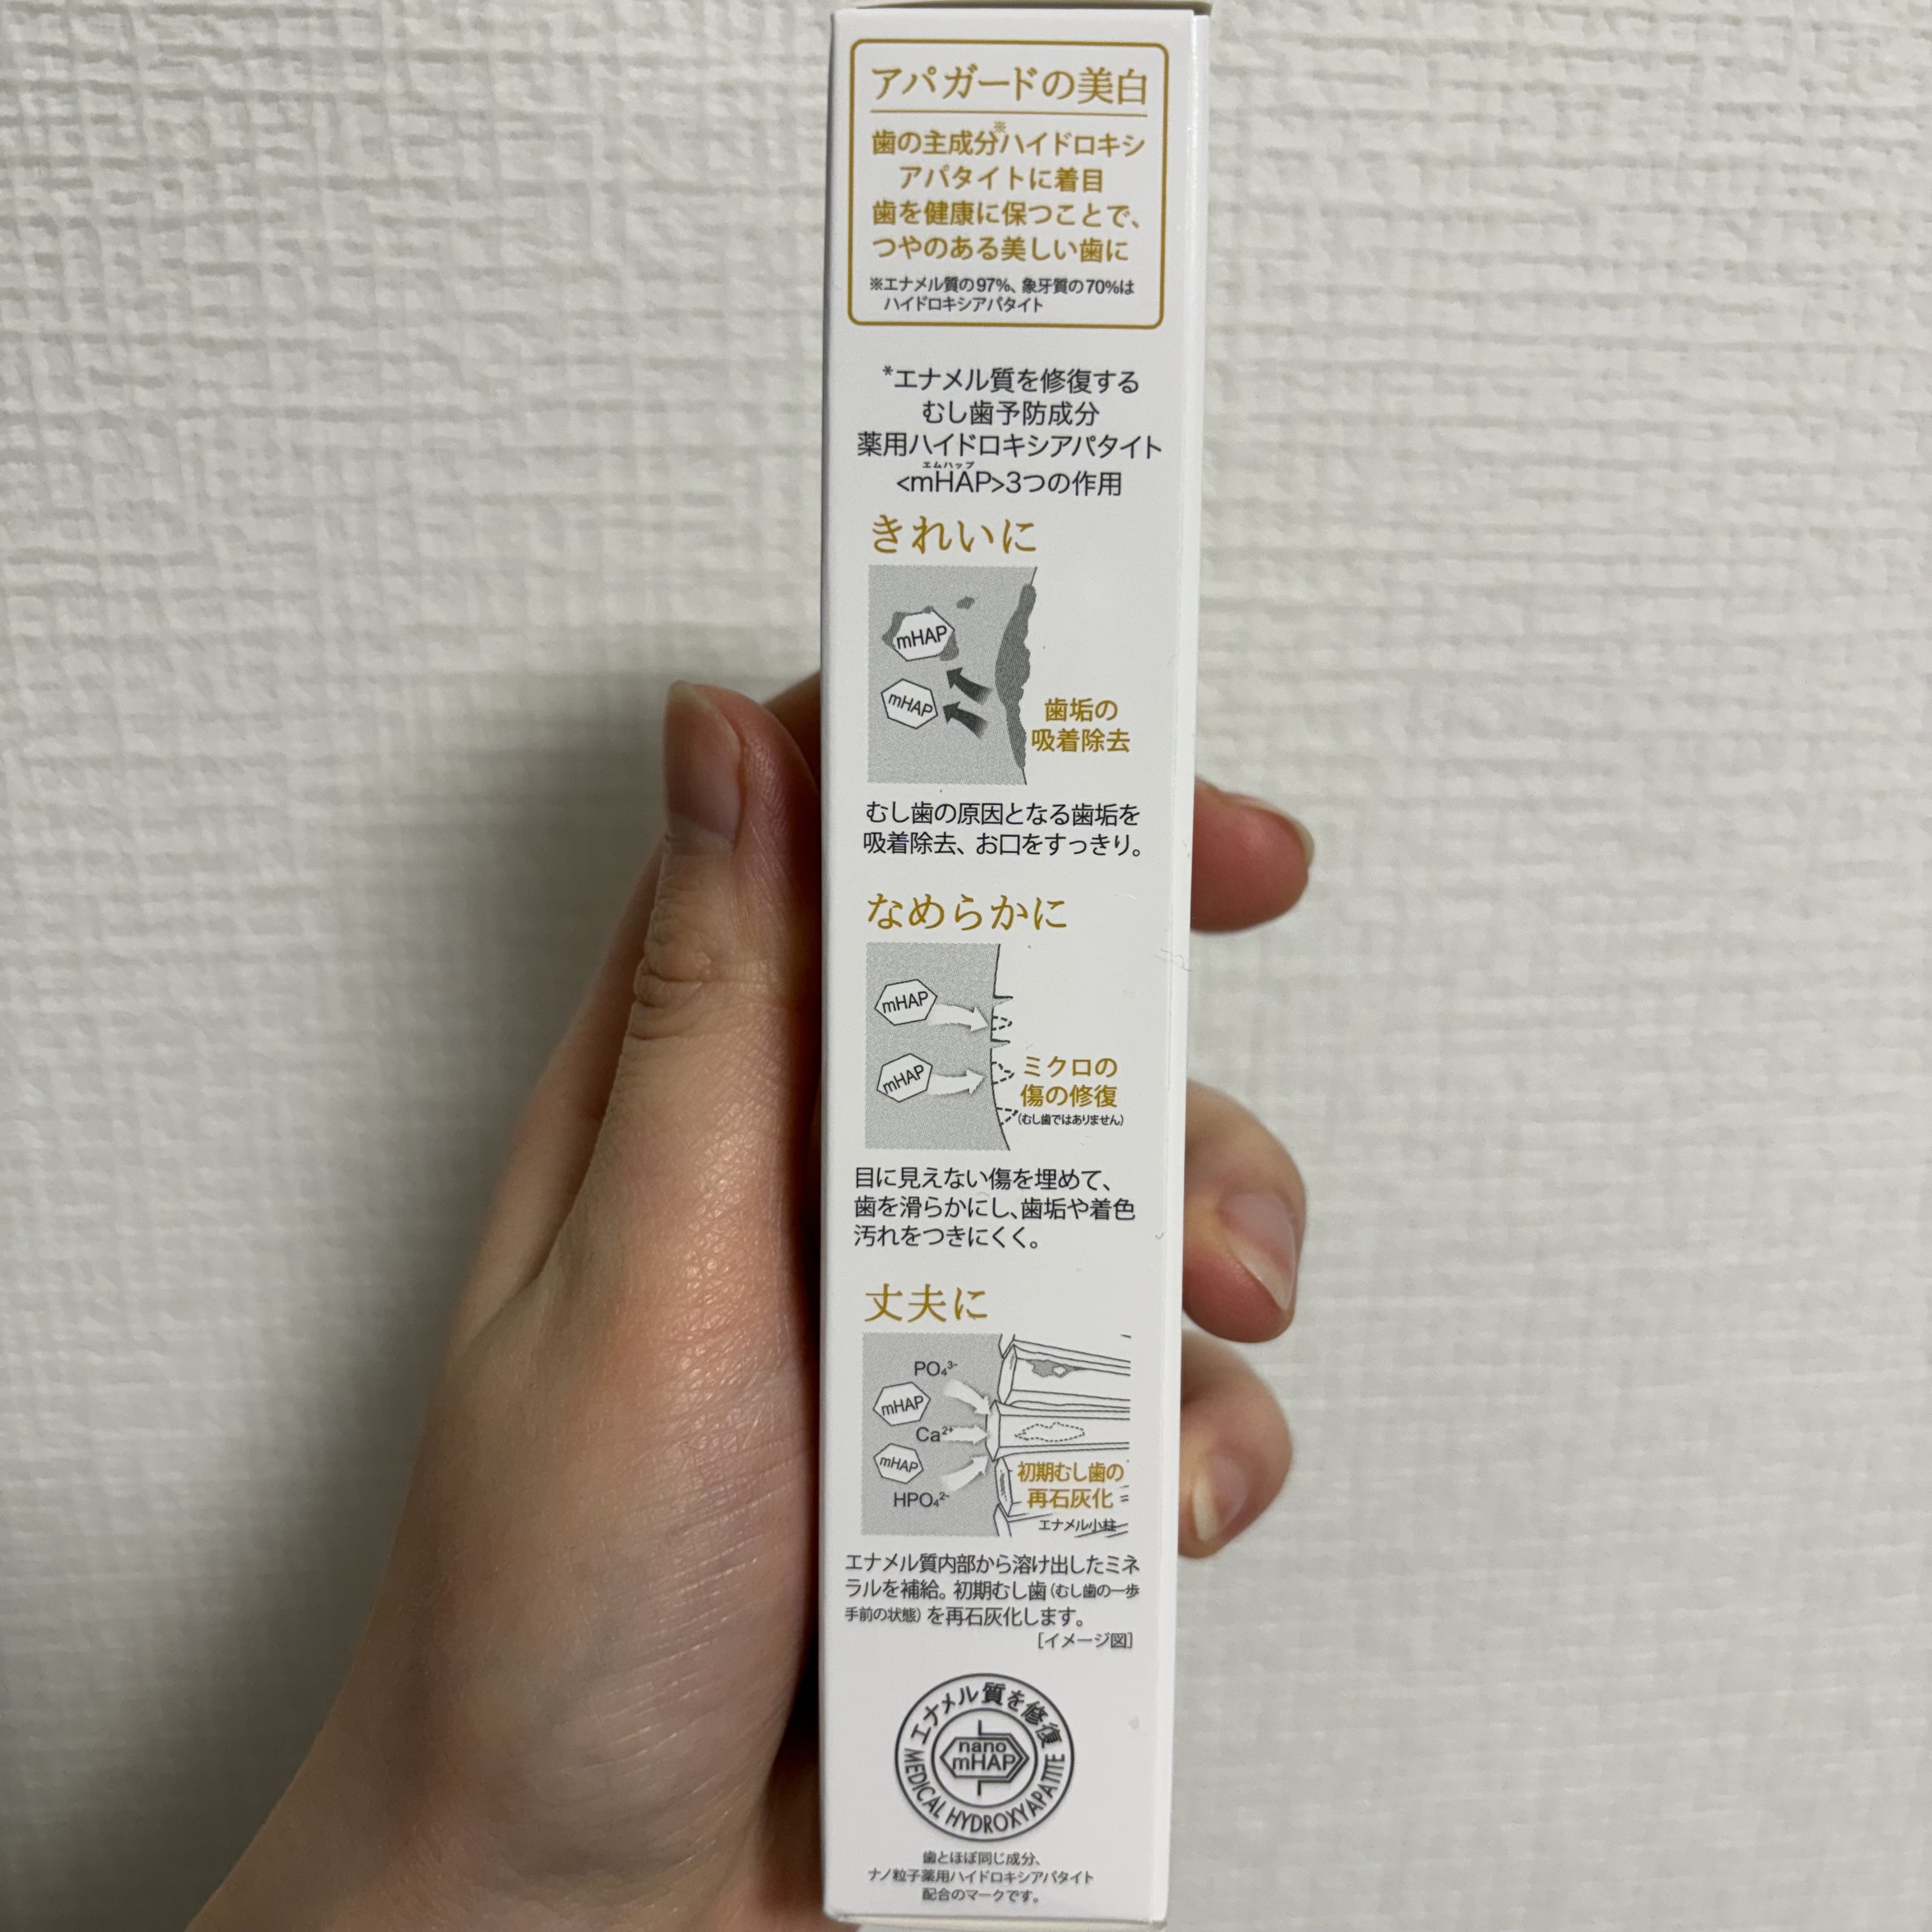 アパガードの美白
歯の主成分※ハイドロキシ
アパタイトに着目
歯を健康に保つことで、
つやのある美しい歯に
※エナメル質の97%、象牙質の70%は
ハイドロキシアパタイト
*エナメル質を修復する
むし歯予防成分
薬用ハイドロキシアパタイト
エムハップ
<mHAP>3つの作用
きれいに
mHAP
mHAP
歯垢の
吸着除去
むし歯の原因となる歯垢を
吸着除去、お口をすっきり。
なめらかに
mHAP
mHAP
ミクロの
傷の修復
(むし歯ではありません)
目に見えない傷を埋めて、
歯を滑らかにし、歯垢や着色
汚れをつきにくく。
丈夫に
PO₄³⁻
mHAP
Ca²⁺
mHAP
HPO₄²⁻
初期むし歯の
再石灰化
エナメル小柱
エナメル質内部から溶け出したミネ
ラルを補給。初期むし歯(むし歯の一歩
手前の状態)を再石灰化します。
[イメージ図]
エナメル質を修復
nano
mHAP
MEDICAL HYDROXYAPATITE
歯とほぼ同じ成分、
ナノ粒子薬用ハイドロキシアパタイト
配合のマークです。